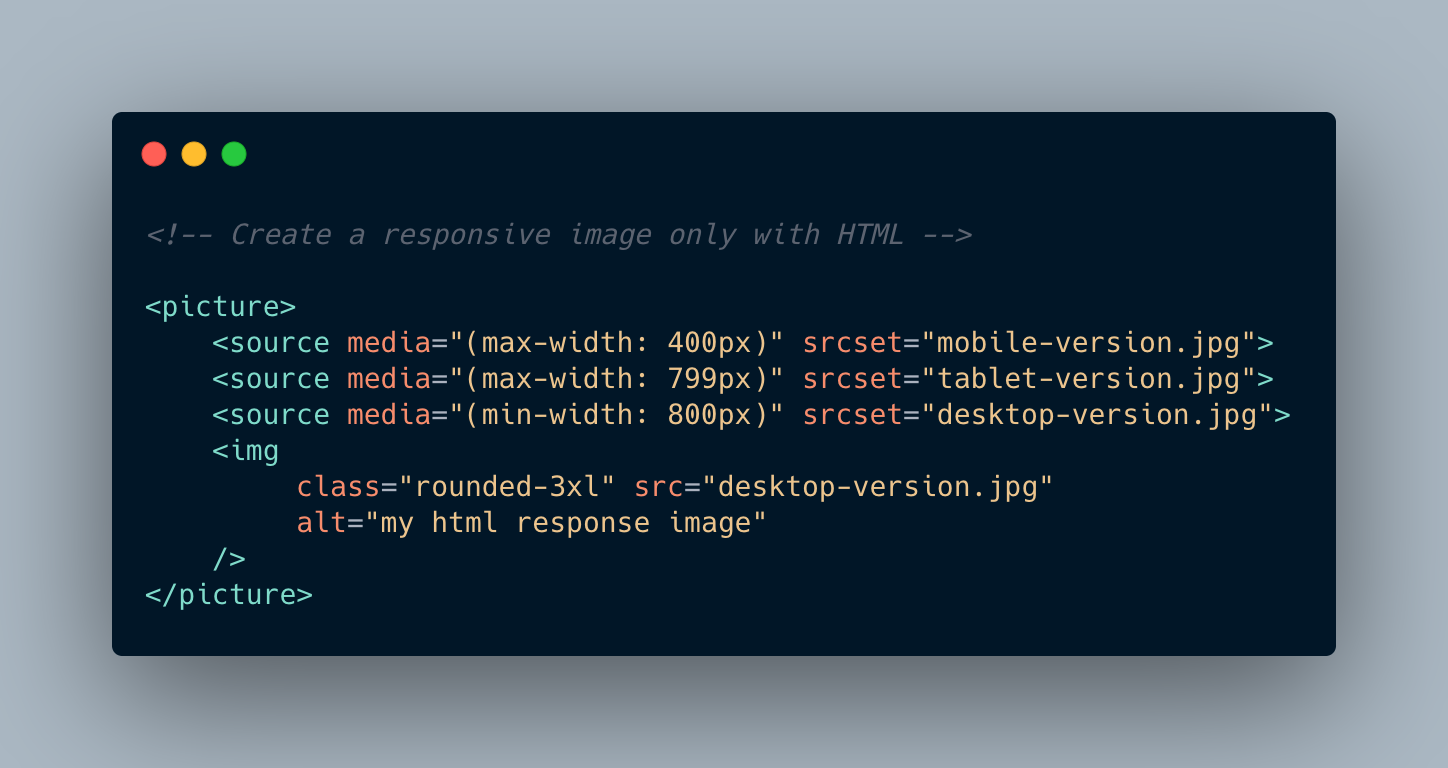 <!-- Create a responsive image only with HTML -->
<picture>
    <source media="(max-width: 400px)" srcset="mobile-version.jpg">
    <source media="(max-width: 799px)" srcset="tablet-version.jpg">
    <source media="(min-width: 800px)" srcset="desktop-version.jpg">
    <img
         class="rounded-3xl" src="desktop-version.jpg"
         alt="my html response image"
    />
</picture>